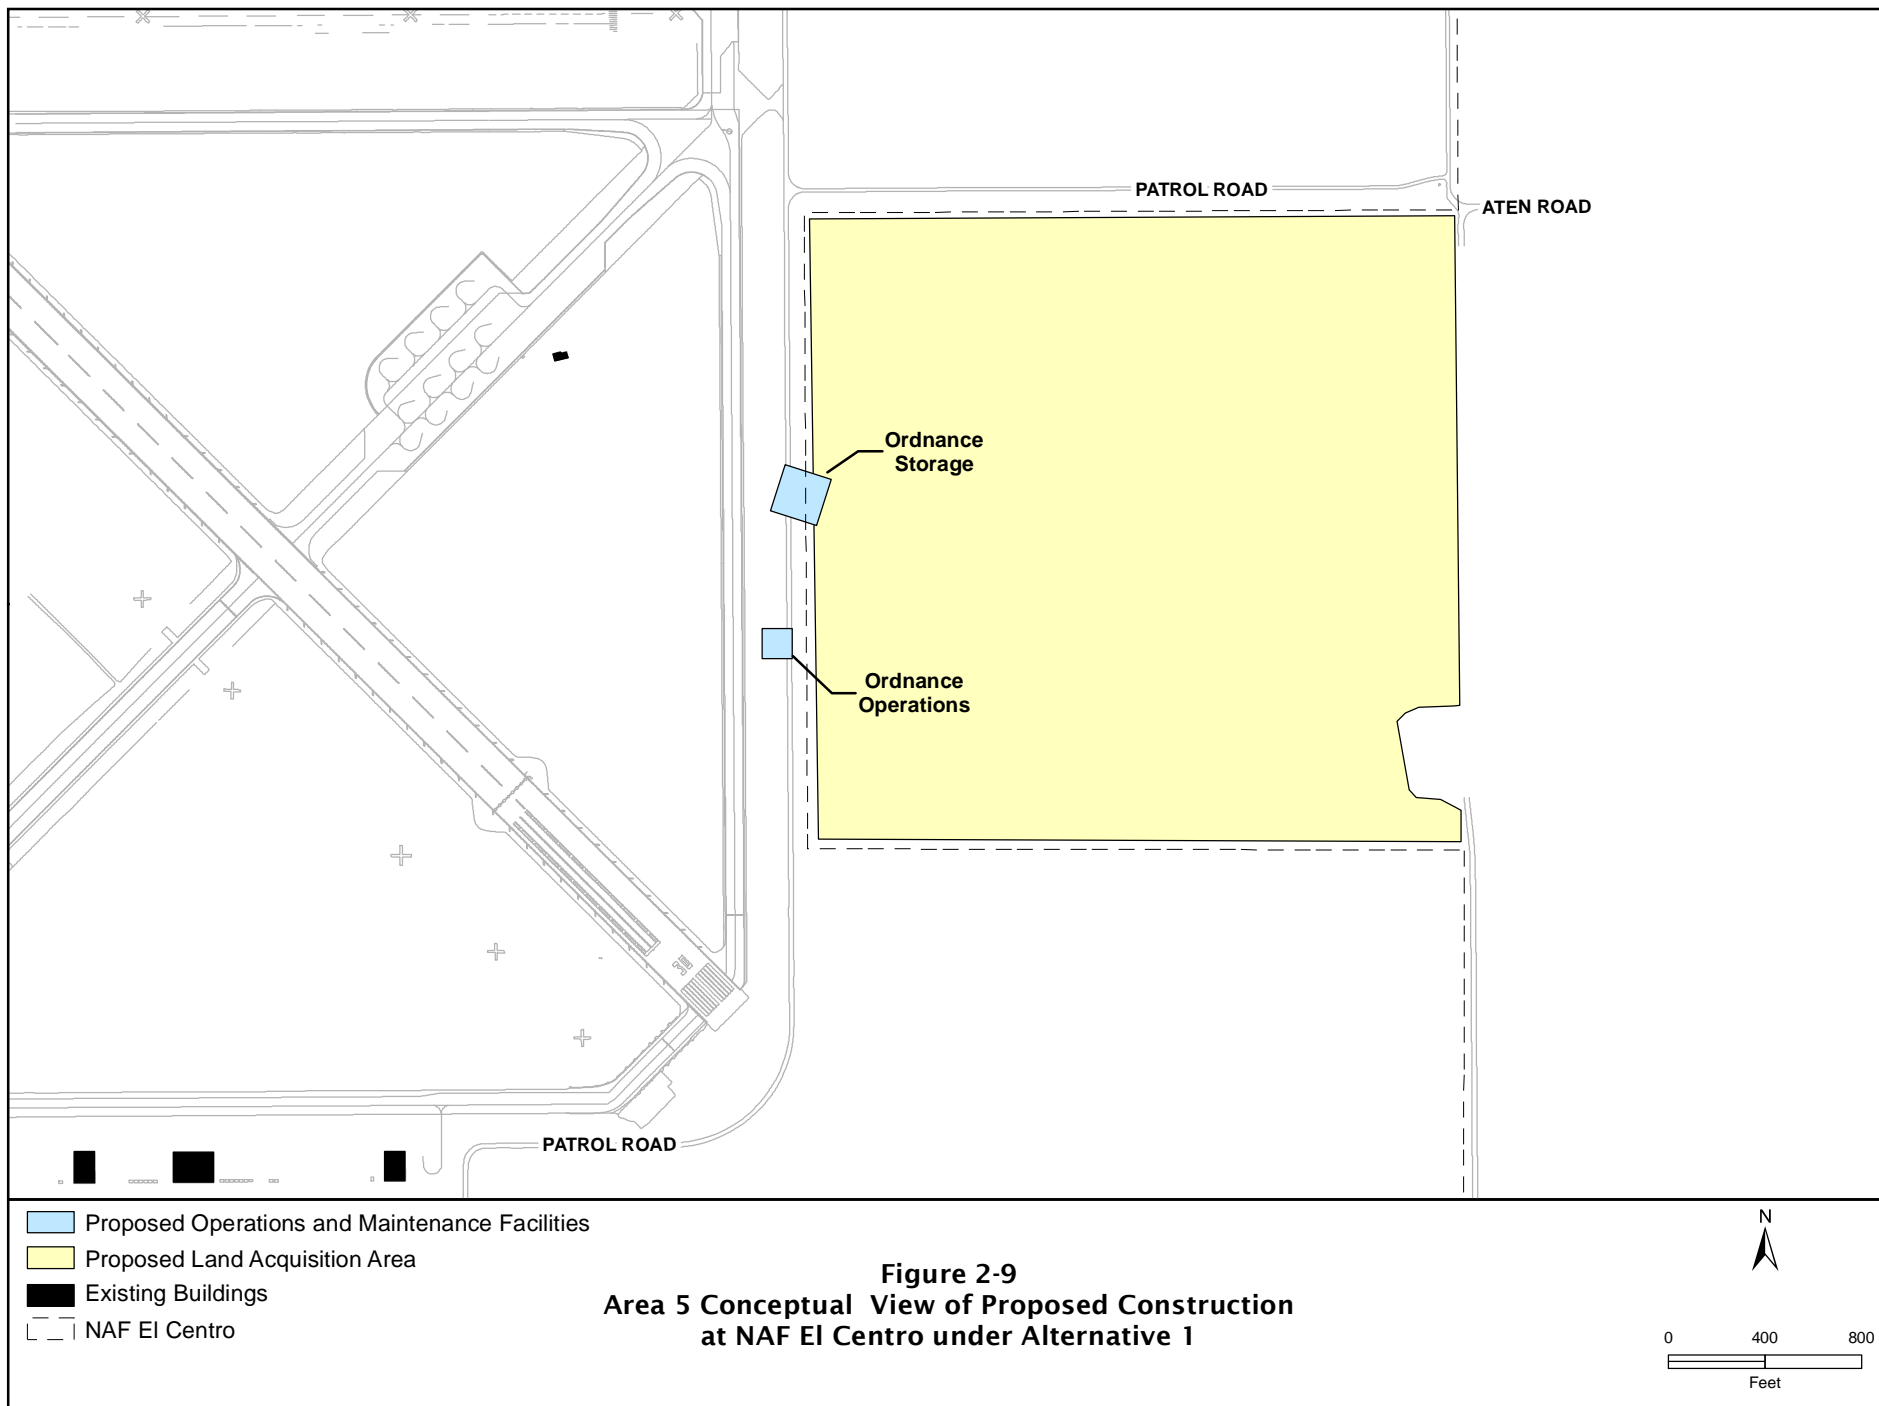 PATROL ROAD
ATEN ROAD
Ordnance
Storage
Ordnance
Operations
PATROL ROAD
Proposed Operations and Maintenance Facilities
Proposed Land Acquisition Area
Existing Buildings
NAF El Centro
Figure 2-9
Area 5 Conceptual View of Proposed Construction
at NAF El Centro under Alternative 1
N
0 400 800
Feet